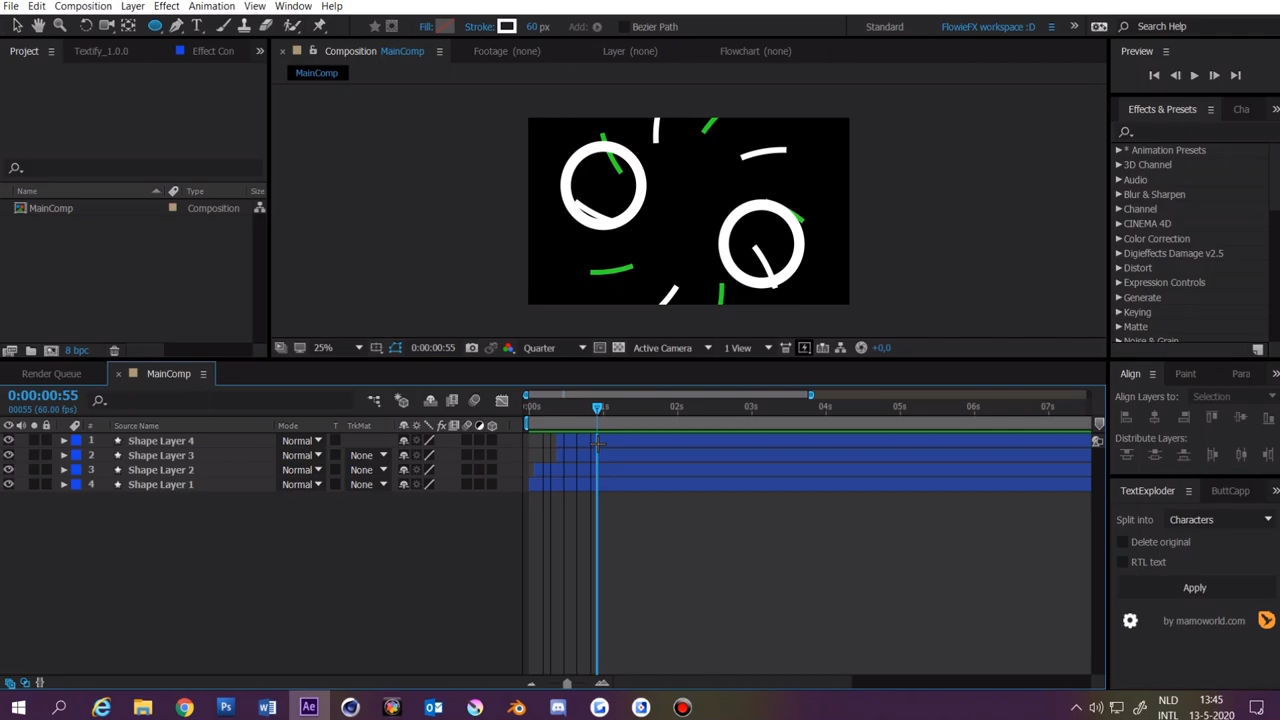 File Edit Composition Layer Effect Animation View Window Help
Fill: Stroke: 60 px Add: Bezier Path Standard FlowieFX workspace :D Search Help
Project Textify_1.0.0 Effect Con Composition MainComp Footage (none) Layer (none) Flowchart (none) Preview
MainComp
Effects & Presets Cha
* Animation Presets
3D Channel
Audio
Blur & Sharpen
Channel
CINEMA 4D
Color Correction
Digieffects Damage v2.5
Distort
Expression Controls
Generate
Keying
Matte
Noise & Grain
Name Type Size
MainComp Composition
8 bpc 25% 0:00:00:55 Quarter Active Camera 1 View +0,0
Render Queue MainComp
0:00:00:55
00055 (60.00 fps)
:00s 1s 02s 03s 04s 05s 06s 07s
# Source Name Mode T TrkMat
1 Shape Layer 4 Normal
2 Shape Layer 3 Normal None
3 Shape Layer 2 Normal None
4 Shape Layer 1 Normal None
Align Paint Para
Align Layers to: Selection
Distribute Layers:
TextExploder ButtCapp
Split into Characters
Delete original
RTL text
Apply
by mamoworld.com
Ps Ae
NLD
INTL
13:45
13-5-2020